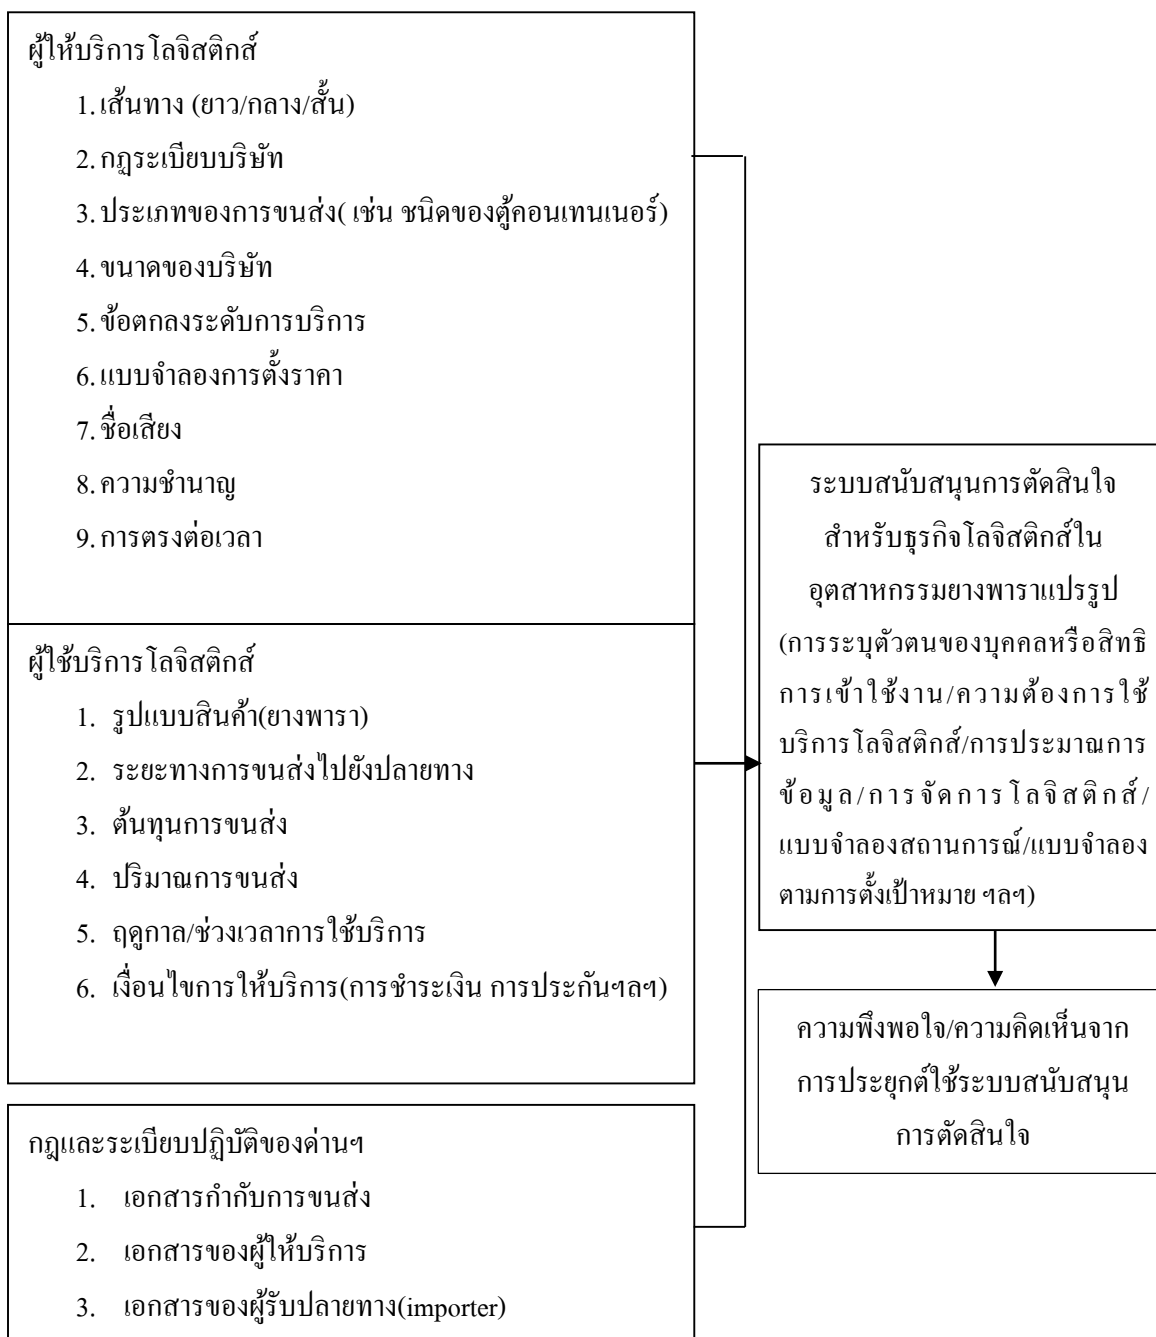 ผู้ให้บริการโลจิสติกส์
1. เส้นทาง (ยาว/กลาง/สั้น)
2. กฎระเบียบบริษัท
3. ประเภทของการขนส่ง( เช่น ชนิดของตู้คอนเทนเนอร์)
4. ขนาดของบริษัท
5. ข้อตกลงระดับการบริการ
6. แบบจำลองการตั้งราคา
7. ชื่อเสียง
8. ความชำนาญ
9. การตรงต่อเวลา
ผู้ใช้บริการโลจิสติกส์
1. รูปแบบสินค้า(ยางพารา)
2. ระยะทางการขนส่งไปยังปลายทาง
3. ต้นทุนการขนส่ง
4. ปริมาณการขนส่ง
5. ฤดูกาล/ช่วงเวลาการใช้บริการ
6. เงื่อนไขการให้บริการ(การชำระเงิน การประกันฯลฯ)
กฎและระเบียบปฏิบัติของด่านฯ
1. เอกสารกำกับการขนส่ง
2. เอกสารของผู้ให้บริการ
3. เอกสารของผู้รับปลายทาง(importer)
ระบบสนับสนุนการตัดสินใจ
สำหรับธุรกิจโลจิสติกส์ใน
อุตสาหกรรมยางพาราแปรรูป
(การระบุตัวตนของบุคคลหรือสิทธิ
การเข้าใช้งาน/ความต้องการใช้
บริการโลจิสติกส์/การประมาณการ
ข้อมูล/การจัดการโลจิสติกส์/
แบบจำลองสถานการณ์/แบบจำลอง
ตามการตั้งเป้าหมาย ฯลฯ)
ความพึงพอใจ/ความคิดเห็นจาก
การประยุกต์ใช้ระบบสนับสนุน
การตัดสินใจ